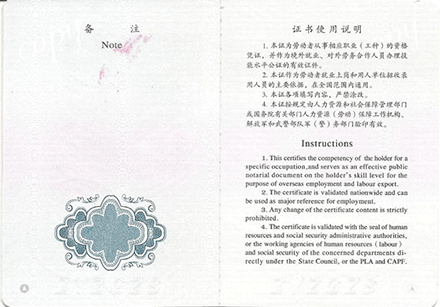 备 注
Note
证书使用说明
1. 本证为劳动者从事相应职业（工种）的资格
凭证，并作为境外就业、对外劳务合作人员办理技
能水平公证的有效证件。
2. 本证作为劳动者就业上岗和用人单位招收录
用人员的主要依据，在全国范围内通用。
3. 本证各项填写内容，严禁涂改。
4. 本证按规定由人力资源和社会保障管理部门
或国务院有关部门人力资源（劳动）保障工作机构、
解放军和武警部队军（警）务部门验印有效。
Instructions
1. This certifies the competency of the holder for a
specific occupation,and serves as an effective public
notarial document on the holder's skill level for the
purpose of overseas employment and labour export.
2. The certificate is validated nationwide and can
be used as major reference for employment.
3. Any change of the certificate content is strictly
prohibited.
4. The certificate is validated with the seal of human
resources and social security administrative authorities,
or the working agencies of human resources（labour）
and social security of the concerned departments di-
rectly under the State Council, or the PLA and CAPF.